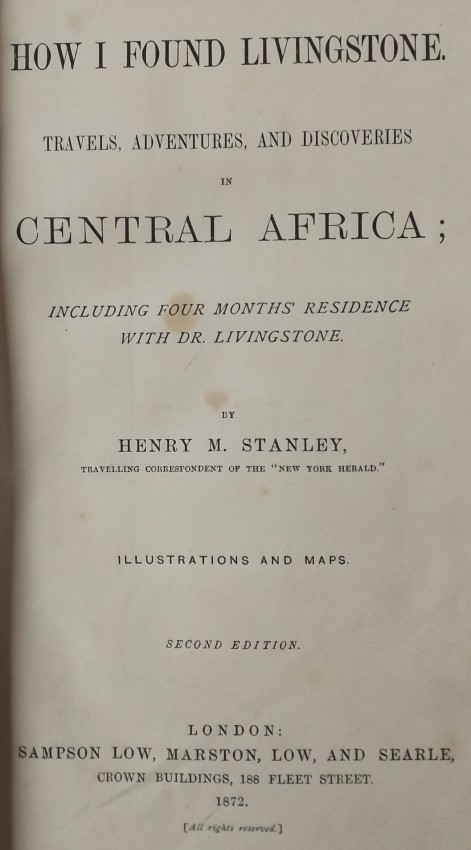 HOW I FOUND LIVINGSTONE.
TRAVELS, ADVENTURES, AND DISCOVERIES
IN
CENTRAL AFRICA;
INCLUDING FOUR MONTHS' RESIDENCE
WITH DR. LIVINGSTONE.
BY
HENRY M. STANLEY,
TRAVELLING CORRESPONDENT OF THE "NEW YORK HERALD."
ILLUSTRATIONS AND MAPS.
SECOND EDITION.
LONDON:
SAMPSON LOW, MARSTON, LOW, AND SEARLE,
CROWN BUILDINGS, 188 FLEET STREET.
1872.
[All rights reserved.]